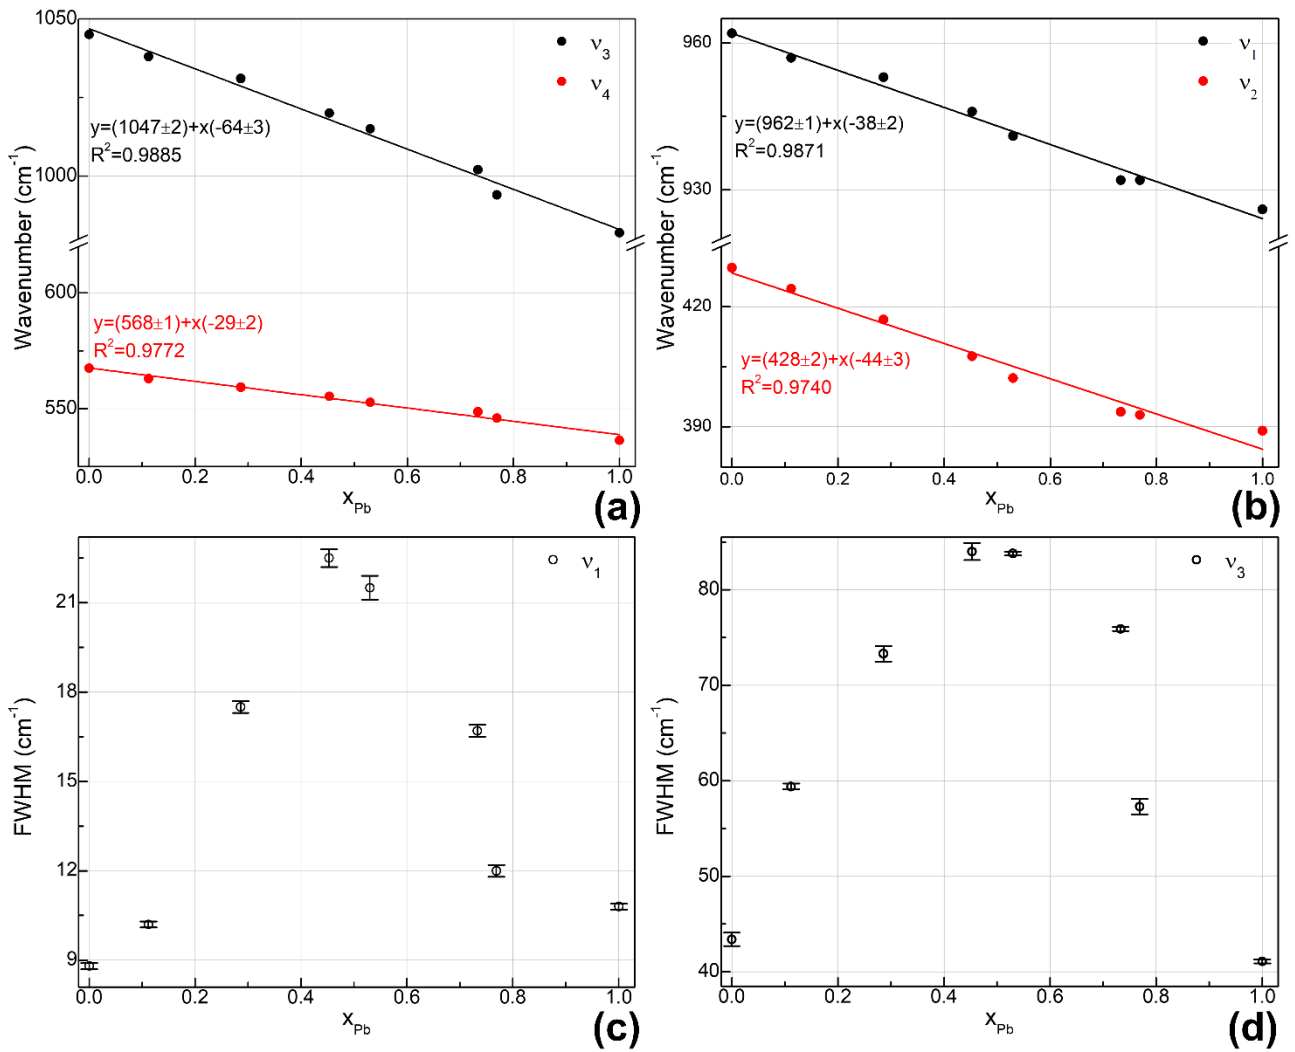 1050
1000
600
550
Wavenumber (cm⁻¹)
ν₃
ν₄
y=(1047±2)+x(-64±3)
R²=0.9885
y=(568±1)+x(-29±2)
R²=0.9772
0.0 0.2 0.4 0.6 0.8 1.0
x_Pb
(a)
960
930
420
390
Wavenumber (cm⁻¹)
ν₁
ν₂
y=(962±1)+x(-38±2)
R²=0.9871
y=(428±2)+x(-44±3)
R²=0.9740
0.0 0.2 0.4 0.6 0.8 1.0
x_Pb
(b)
21
18
15
12
9
FWHM (cm⁻¹)
ν₁
0.0 0.2 0.4 0.6 0.8 1.0
x_Pb
(c)
80
70
60
50
40
FWHM (cm⁻¹)
ν₃
0.0 0.2 0.4 0.6 0.8 1.0
x_Pb
(d)